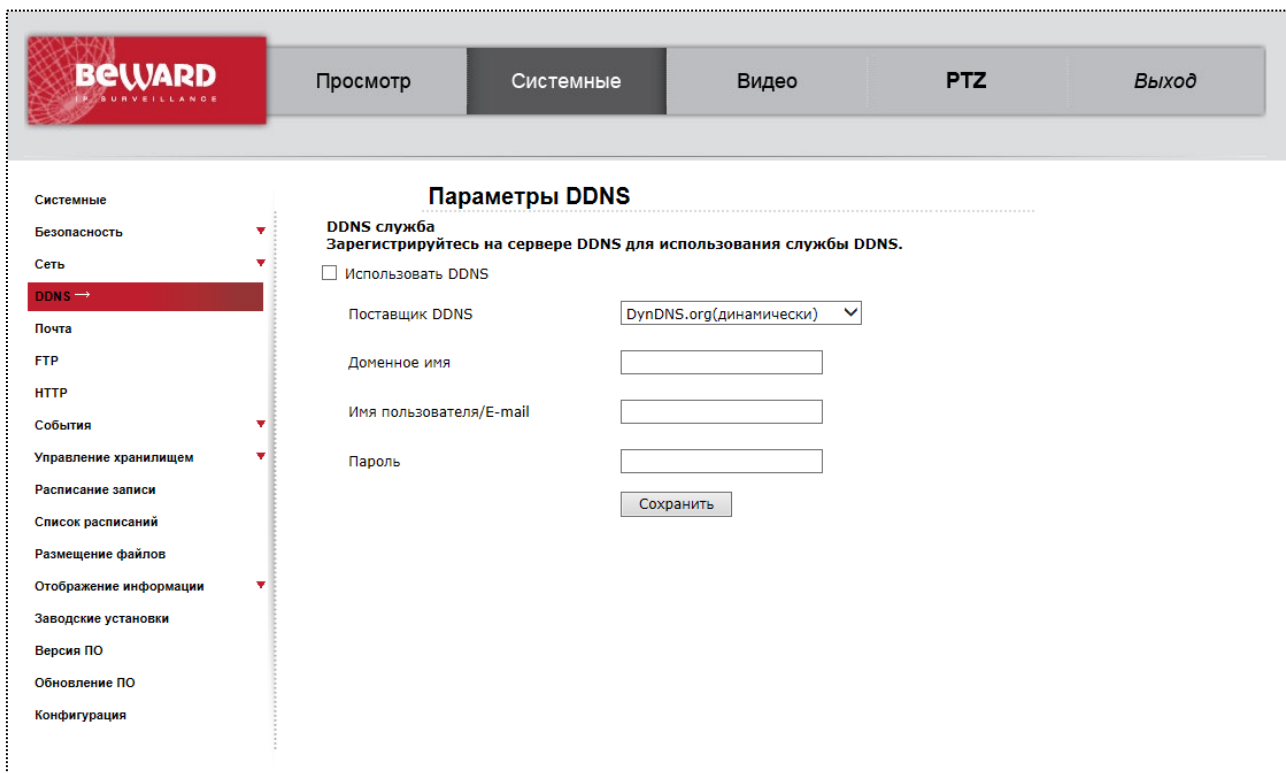 BEWARD
IP SURVEILLANCE
Просмотр
Системные
Видео
PTZ
Выход
Системные
Безопасность
Сеть
DDNS →
Почта
FTP
HTTP
События
Управление хранилищем
Расписание записи
Список расписаний
Размещение файлов
Отображение информации
Заводские установки
Версия ПО
Обновление ПО
Конфигурация
Параметры DDNS
DDNS служба
Зарегистрируйтесь на сервере DDNS для использования службы DDNS.
Использовать DDNS
Поставщик DDNS
DynDNS.org(динамически)
Доменное имя
Имя пользователя/E-mail
Пароль
Сохранить